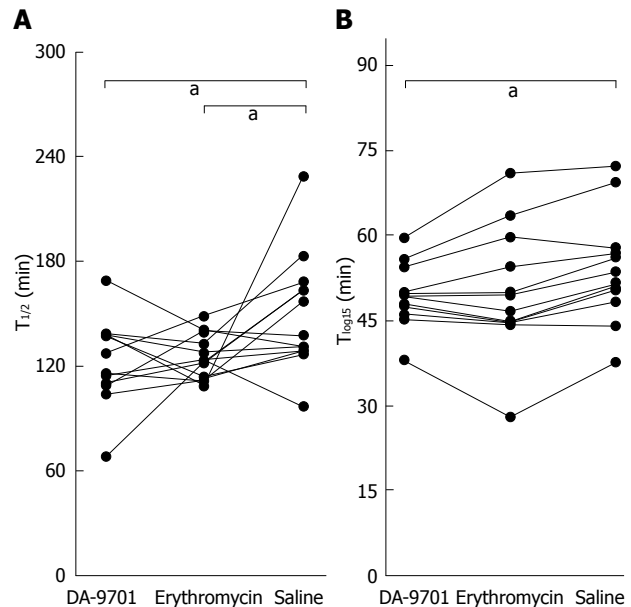 A
300
240
180
120
60
0
T1/2 (min)
a
a
DA-9701 Erythromycin Saline
B
90
75
60
45
30
15
0
Tlog15 (min)
a
DA-9701 Erythromycin Saline